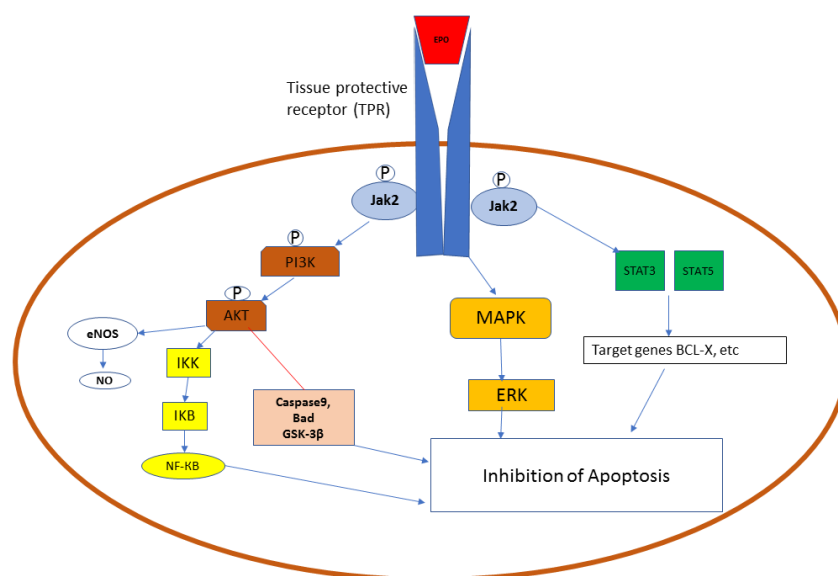 EPO
Tissue protective
receptor (TPR)
P
Jak2
P
Jak2
P
PI3K
STAT3
STAT5
P
AKT
MAPK
eNOS
IKK
Target genes BCL-X, etc
NO
Caspase9,
Bad
GSK-3β
ERK
IKB
NF-KB
Inhibition of Apoptosis